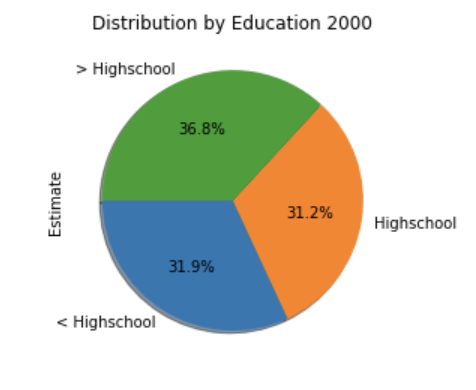 Distribution by Education 2000
> Highschool
36.8%
Estimate
31.2%
Highschool
31.9%
< Highschool